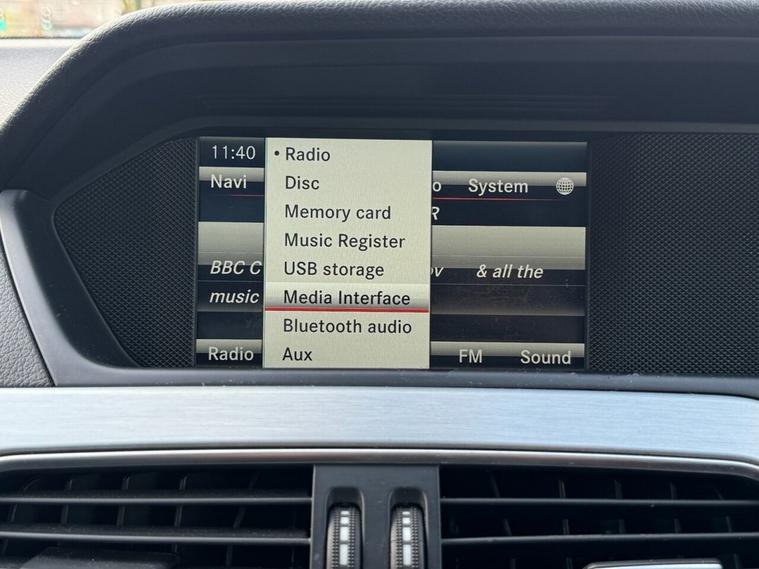 11:40
• Radio
Disc
Memory card
Music Register
USB storage
Media Interface
Bluetooth audio
Aux
Navi
System
BBC C
& all the
music
Radio
FM
Sound